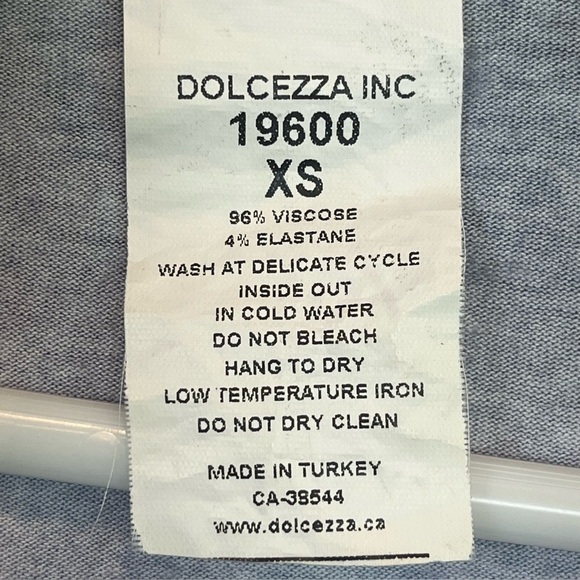 DOLCEZZA INC
19600
XS
96% VISCOSE
4% ELASTANE
WASH AT DELICATE CYCLE
INSIDE OUT
IN COLD WATER
DO NOT BLEACH
HANG TO DRY
LOW TEMPERATURE IRON
DO NOT DRY CLEAN
MADE IN TURKEY
CA-38544
www.dolcezza.ca